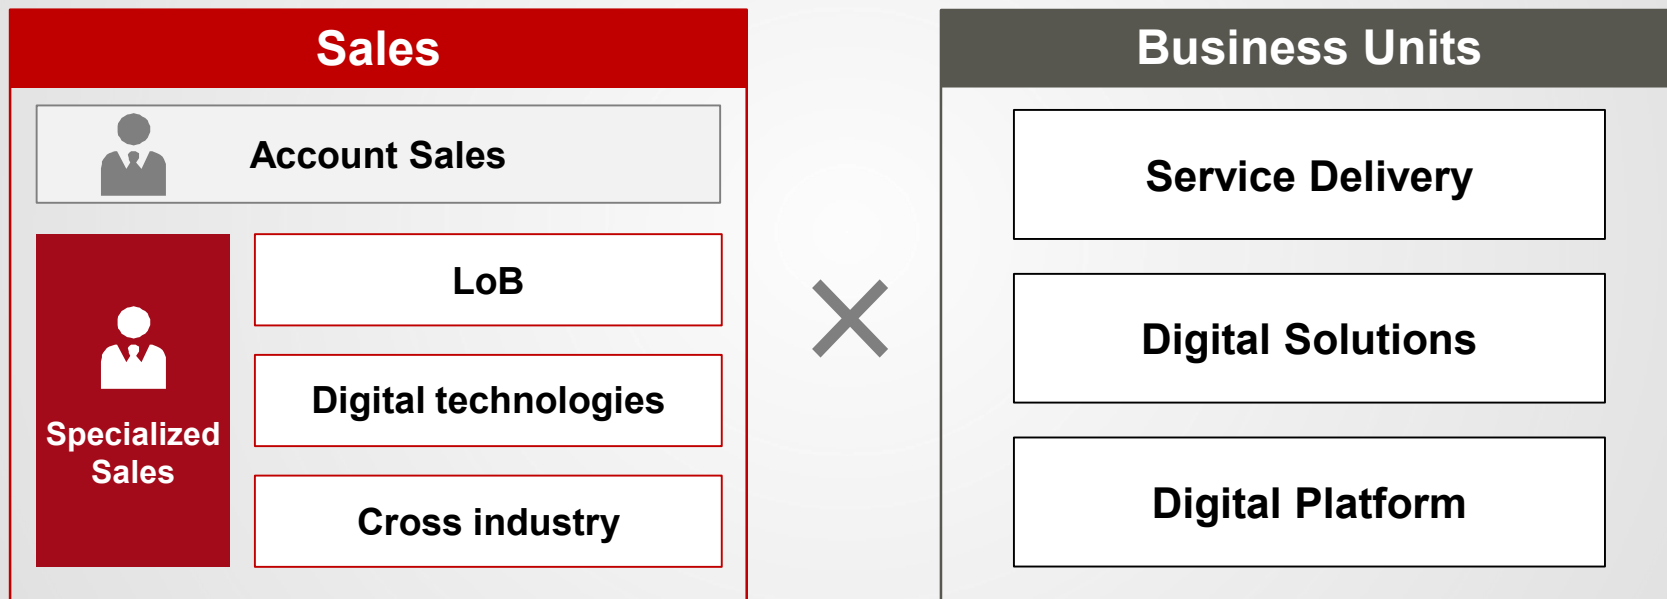 Sales
Account Sales
Specialized
Sales
LoB
Digital technologies
Cross industry
Business Units
Service Delivery
Digital Solutions
Digital Platform